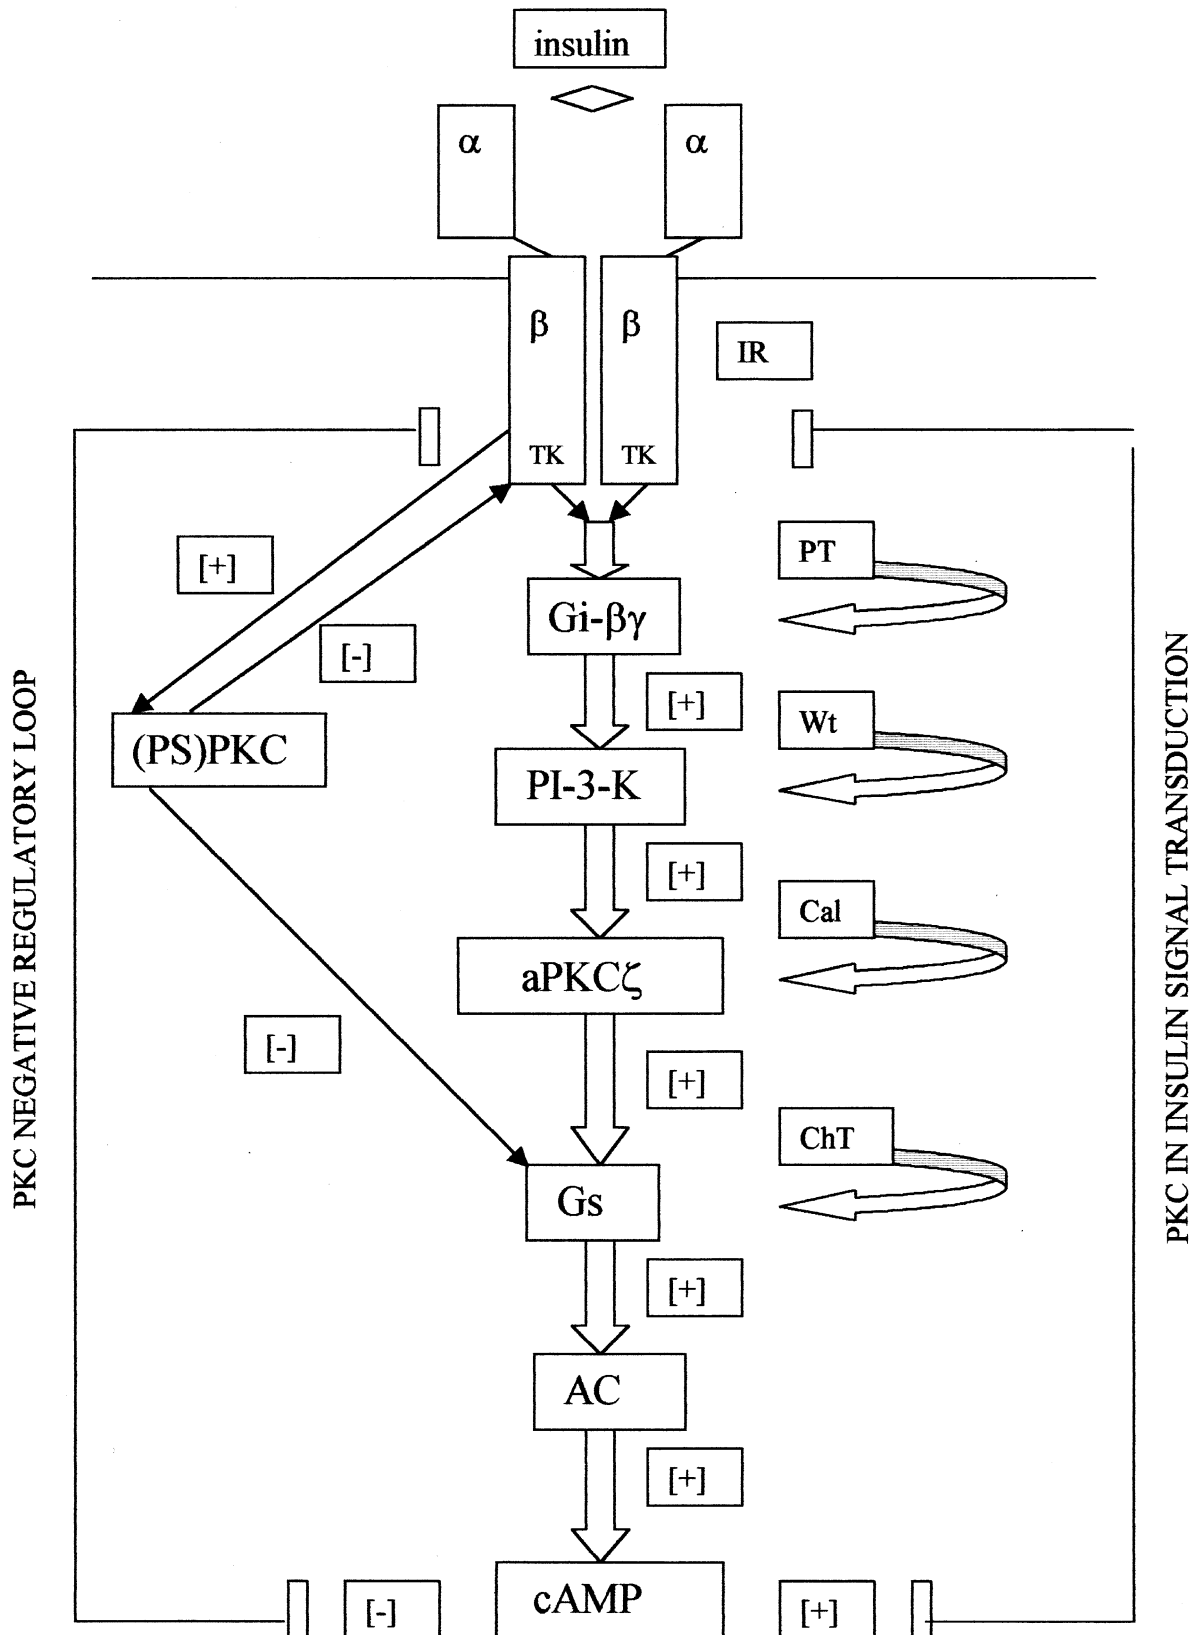 insulin
α
α
β
β
IR
TK
TK
PT
[+]
Gi-βγ
[-]
[+]
Wt
(PS)PKC
PI-3-K
[+]
Cal
aPKCζ
[-]
[+]
ChT
Gs
[+]
AC
[+]
[-]
cAMP
[+]
PKC NEGATIVE REGULATORY LOOP
PKC IN INSULIN SIGNAL TRANSDUCTION